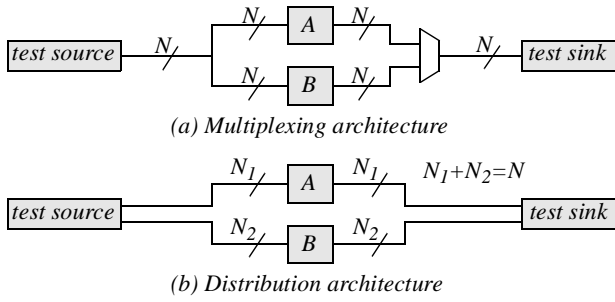 N A N
test source N test sink
N B N
(a) Multiplexing architecture
N1 A N1 N1+N2=N
test source test sink
N2 B N2
(b) Distribution architecture